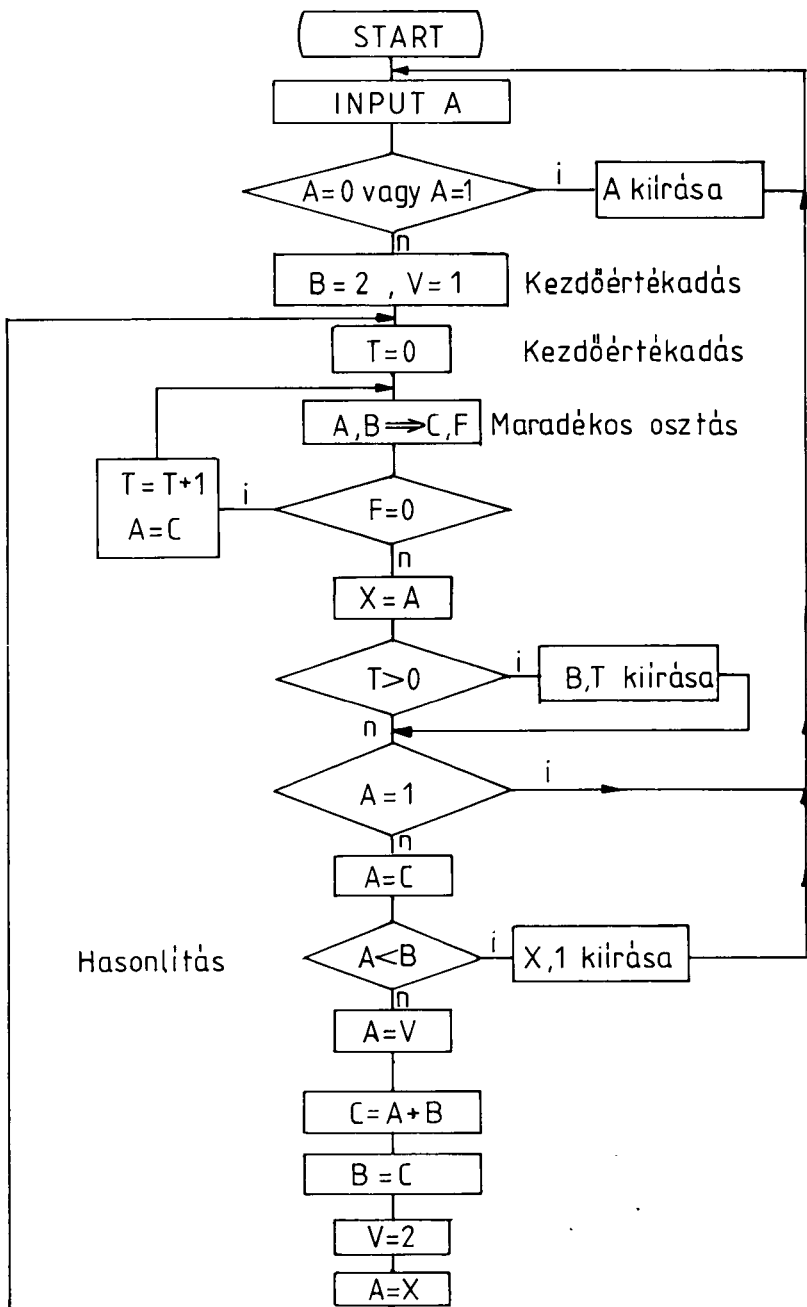 START
INPUT A
A=0 vagy A=1
i
A kiírása
n
B=2 , V=1
Kezdőértékadás
T=0
Kezdőértékadás
A,B⇒C,F
Maradékos osztás
T=T+1
A=C
i
F=0
n
X=A
T>0
i
B,T kiírása
n
A=1
i
n
A=C
Hasonlítás
A<B
i
X,1 kiírása
n
A=V
C=A+B
B=C
V=2
A=X